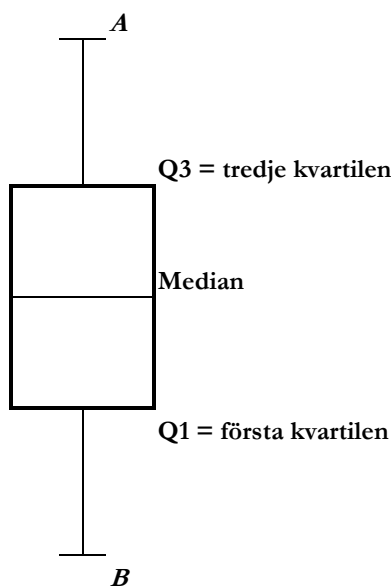 A
Q3 = tredje kvartilen
Median
Q1 = första kvartilen
B